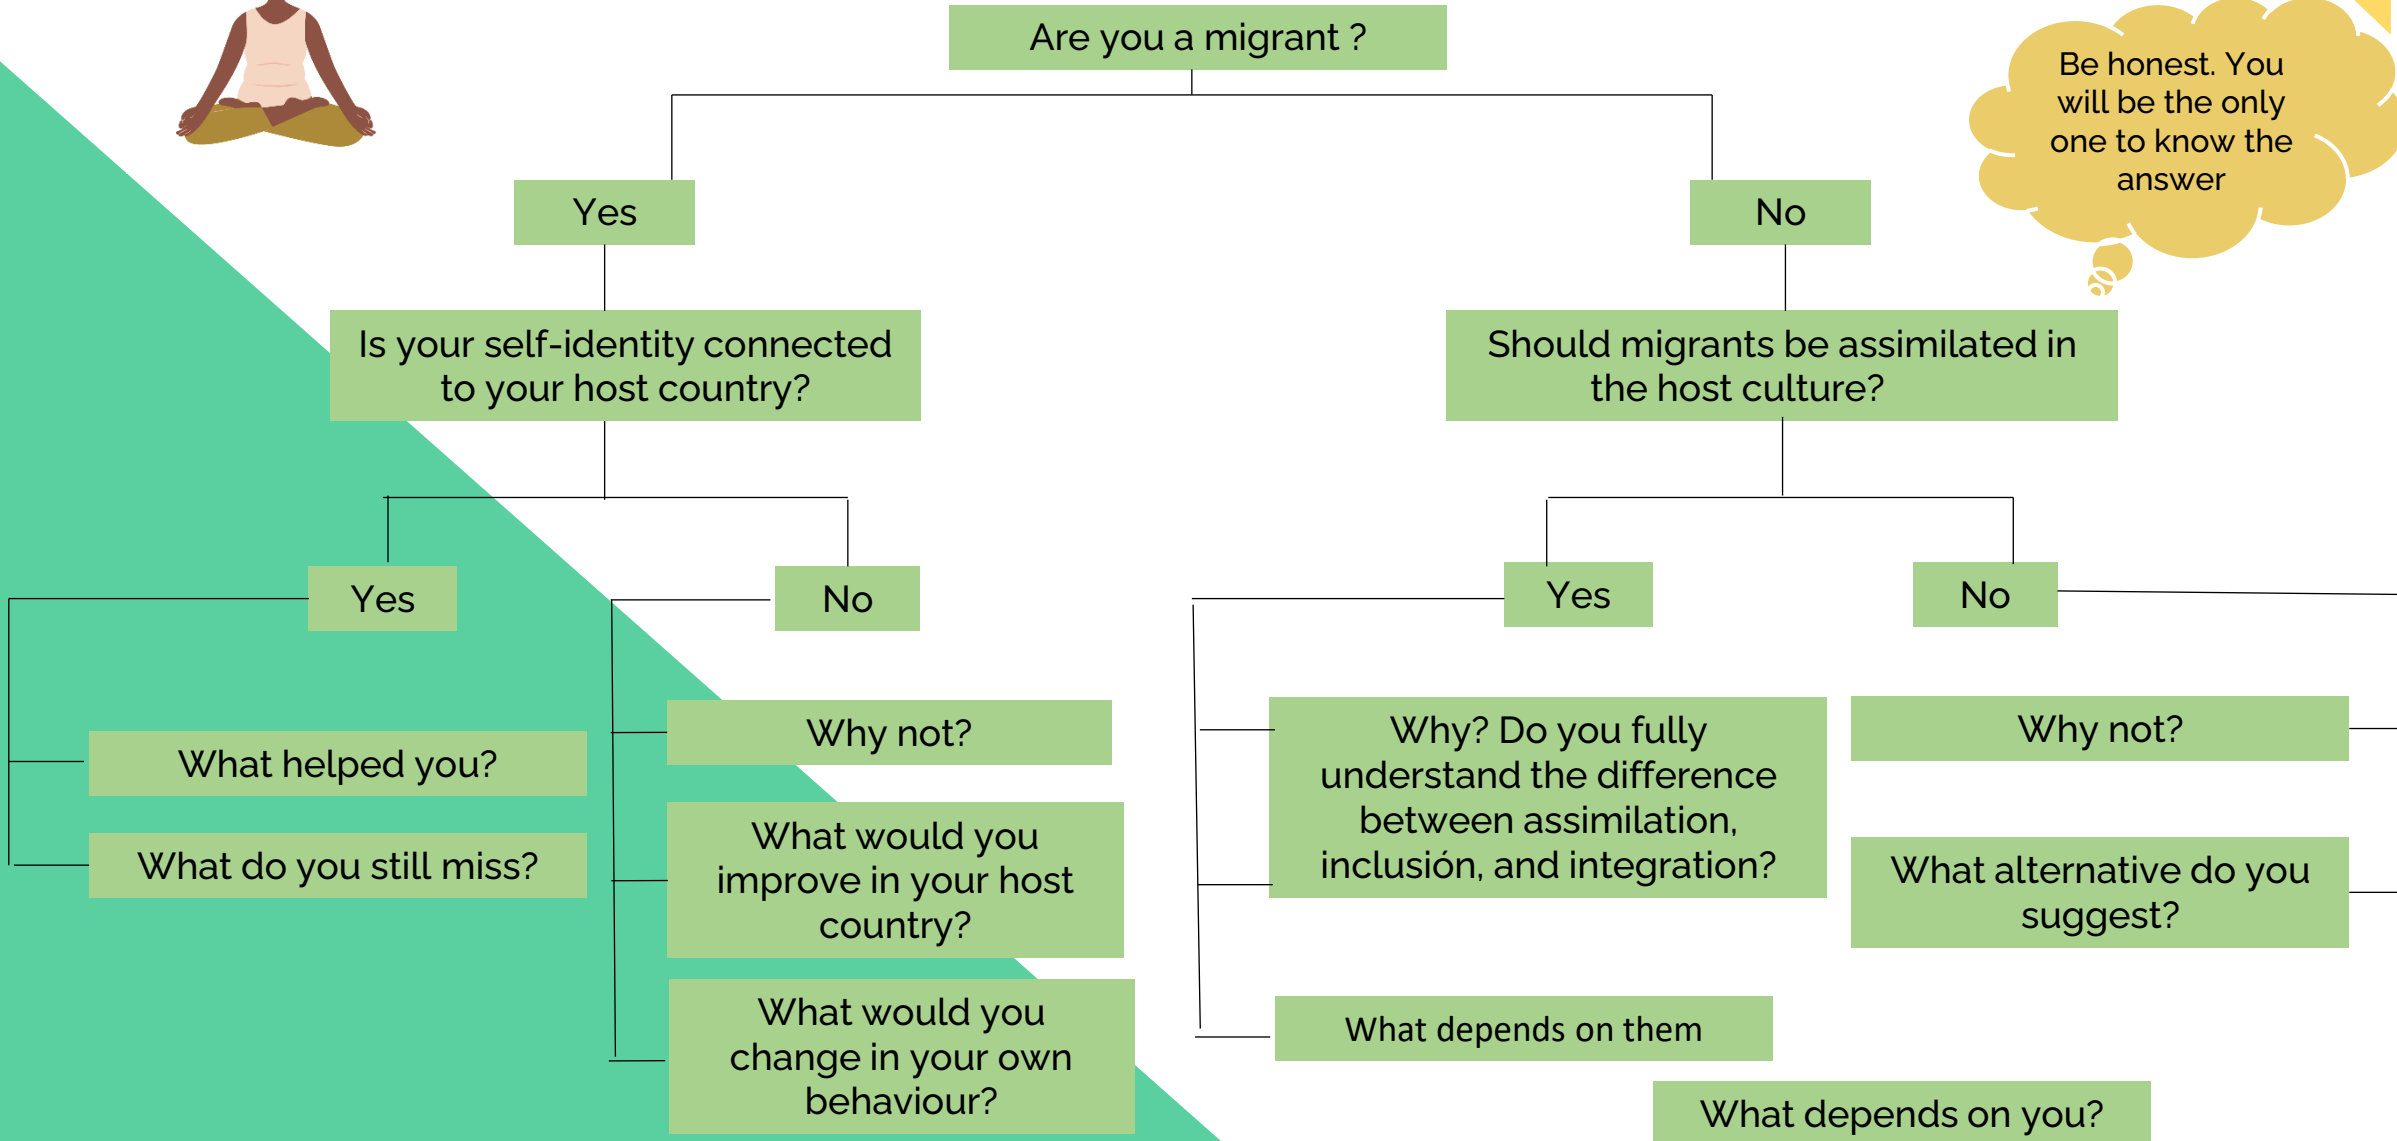 Are you a migrant ?
Be honest. You
will be the only
one to know the
answer
Yes
No
Is your self-identity connected
to your host country?
Should migrants be assimilated in
the host culture?
Yes
No
Yes
No
What helped you?
What do you still miss?
Why not?
What would you
improve in your host
country?
What would you
change in your own
behaviour?
Why? Do you fully
understand the difference
between assimilation,
inclusión, and integration?
What depends on them
Why not?
What alternative do you
suggest?
What depends on you?